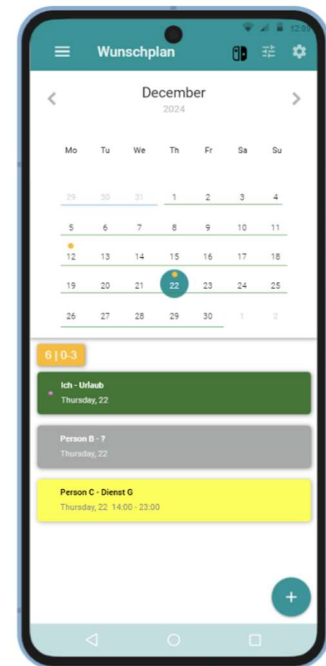 12:09
Wunschplan
December
2024
Mo Tu We Th Fr Sa Su
29 30 31 1 2 3 4
5 6 7 8 9 10 11
12 13 14 15 16 17 18
19 20 21 22 23 24 25
26 27 28 29 30 1 2
6 | 0-3
Ich - Urlaub
Thursday, 22
Person B - ?
Thursday, 22
Person C - Dienst G
Thursday, 22 14:00 - 23:00
+